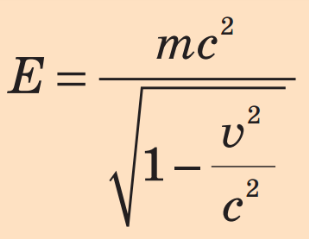 E = mc² / √(1 − v²/c²)